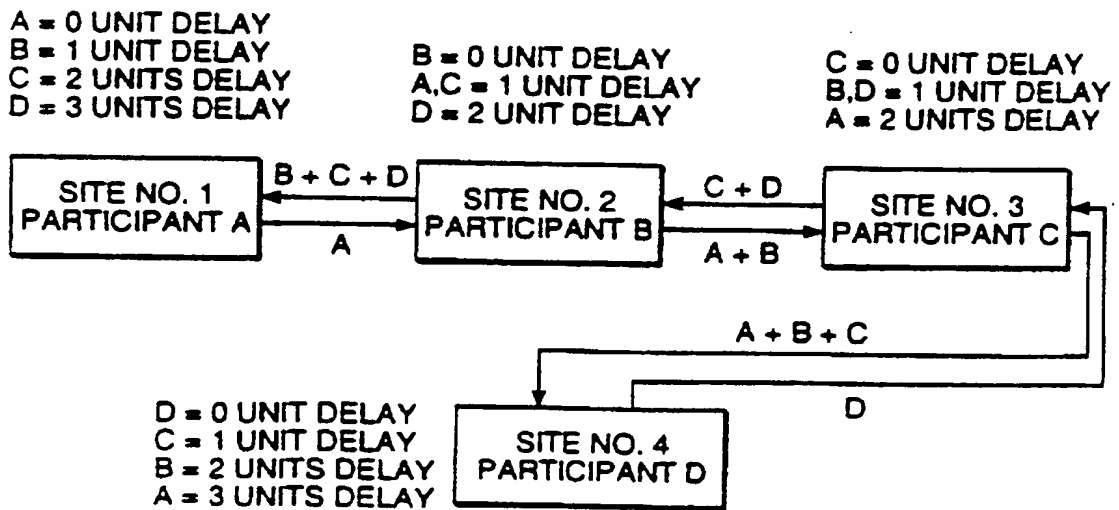 A = 0 UNIT DELAY
B = 1 UNIT DELAY
C = 2 UNITS DELAY
D = 3 UNITS DELAY
B = 0 UNIT DELAY
A,C = 1 UNIT DELAY
D = 2 UNIT DELAY
C = 0 UNIT DELAY
B,D = 1 UNIT DELAY
A = 2 UNITS DELAY
SITE NO. 1
PARTICIPANT A
B + C + D
A
SITE NO. 2
PARTICIPANT B
C + D
A + B
SITE NO. 3
PARTICIPANT C
A + B + C
D
D = 0 UNIT DELAY
C = 1 UNIT DELAY
B = 2 UNITS DELAY
A = 3 UNITS DELAY
SITE NO. 4
PARTICIPANT D